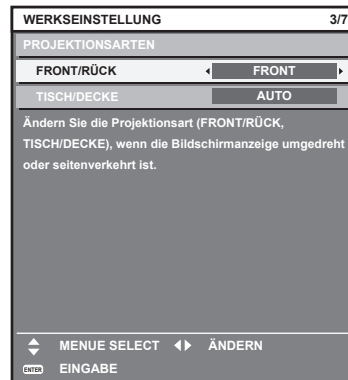 WERKSEINSTELLUNG 3/7
PROJEKTIONSARTEN
FRONT/RÜCK FRONT
TISCH/DECKE AUTO
Ändern Sie die Projektionsart (FRONT/RÜCK,
TISCH/DECKE), wenn die Bildschirmanzeige umgedreht
oder seitenverkehrt ist.
MENUE SELECT ÄNDERN
ENTER EINGABE